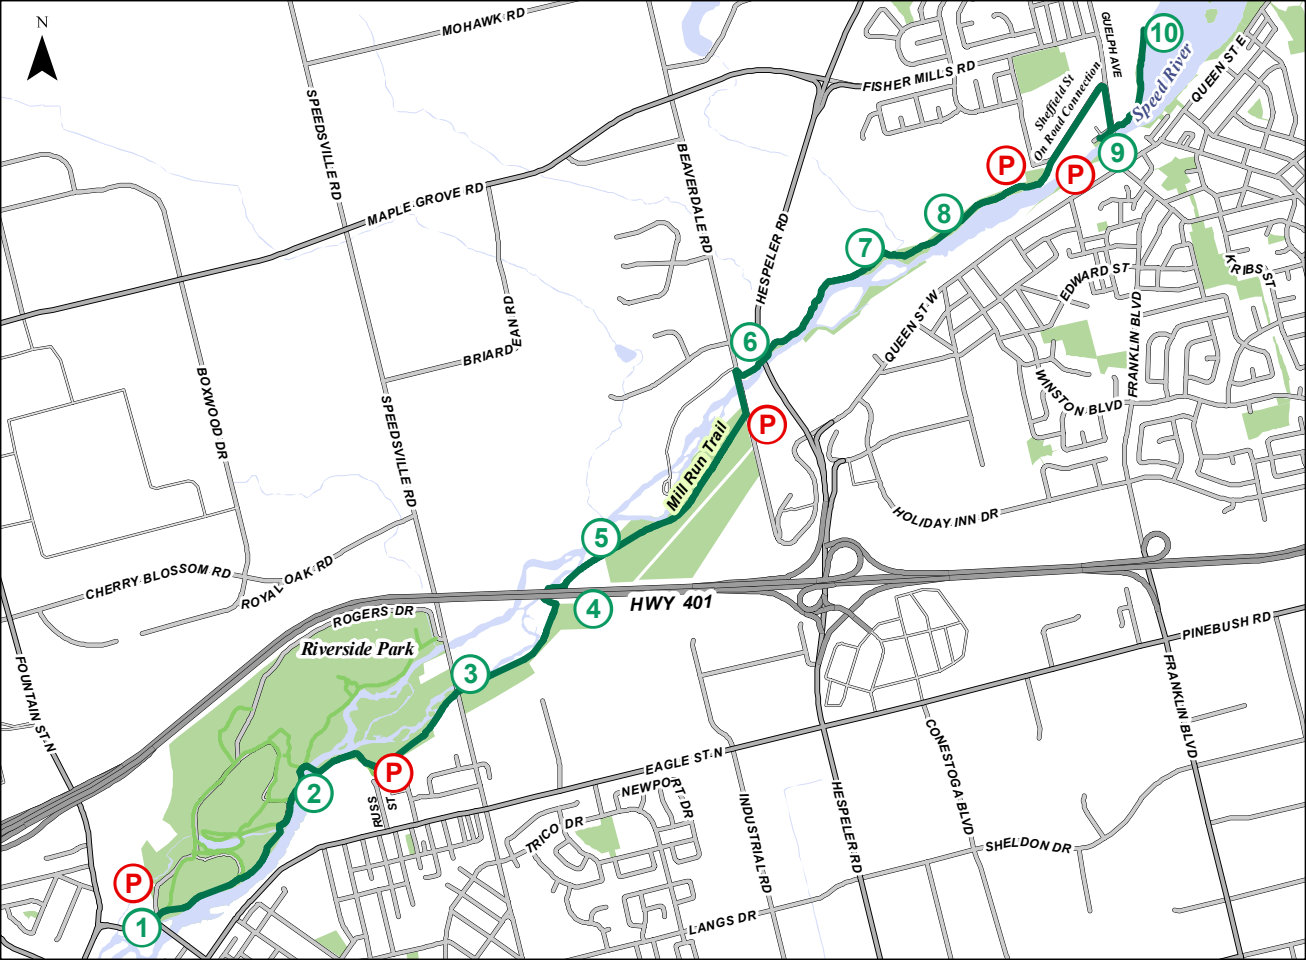 N
MOHAWK RD
GUELPH AVE
10
Speed River
QUEEN ST E
FISHER MILLS RD
Sheffield St
On Road Connection
SPEEDSVILLE RD
BEAVERDALE RD
9
P
P
MAPLE GROVE RD
8
7
HESPELER RD
EDWARD ST
KRIBS ST
FRANKLIN BLVD
QUEEN ST W
BRIARDEAN RD
6
WINSTON BLVD
BOXWOOD DR
SPEEDSVILLE RD
P
Mill Run Trail
HOLIDAY INN DR
5
CHERRY BLOSSOM RD
ROYAL OAK RD
4
HWY 401
ROGERS DR
Riverside Park
PINEBUSH RD
3
FOUNTAIN ST N
FRANKLIN BLVD
EAGLE ST N
CONESTOGA BLVD
P
2
NEWPORT DR
RUSS ST
INDUSTRIAL RD
HESPELER RD
TRICO DR
SHELDON DR
P
1
LANGS DR